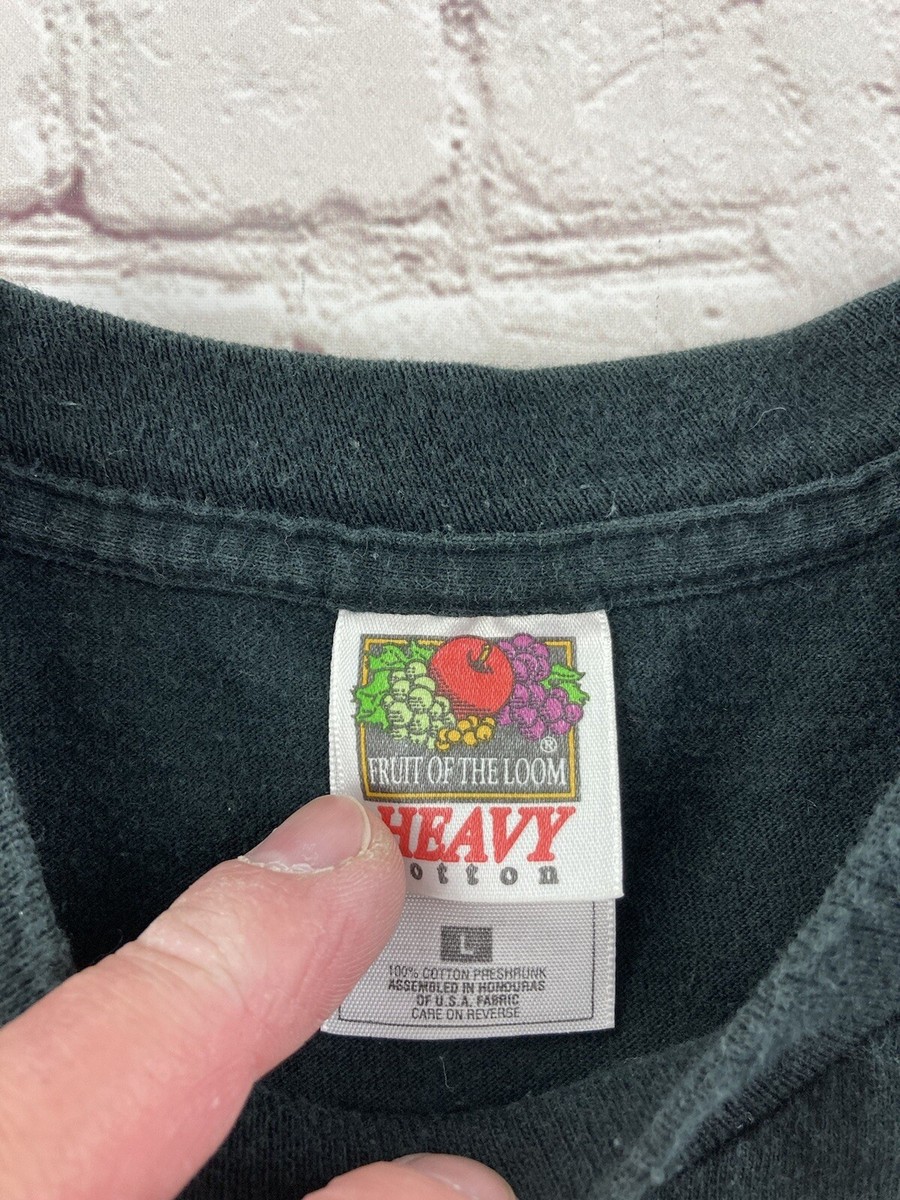 ®
FRUIT OF THE LOOM
HEAVY
otton
L
100% COTTON PRESHRUNK
ASSEMBLED IN HONDURAS
OF U.S.A. FABRIC
CARE ON REVERSE